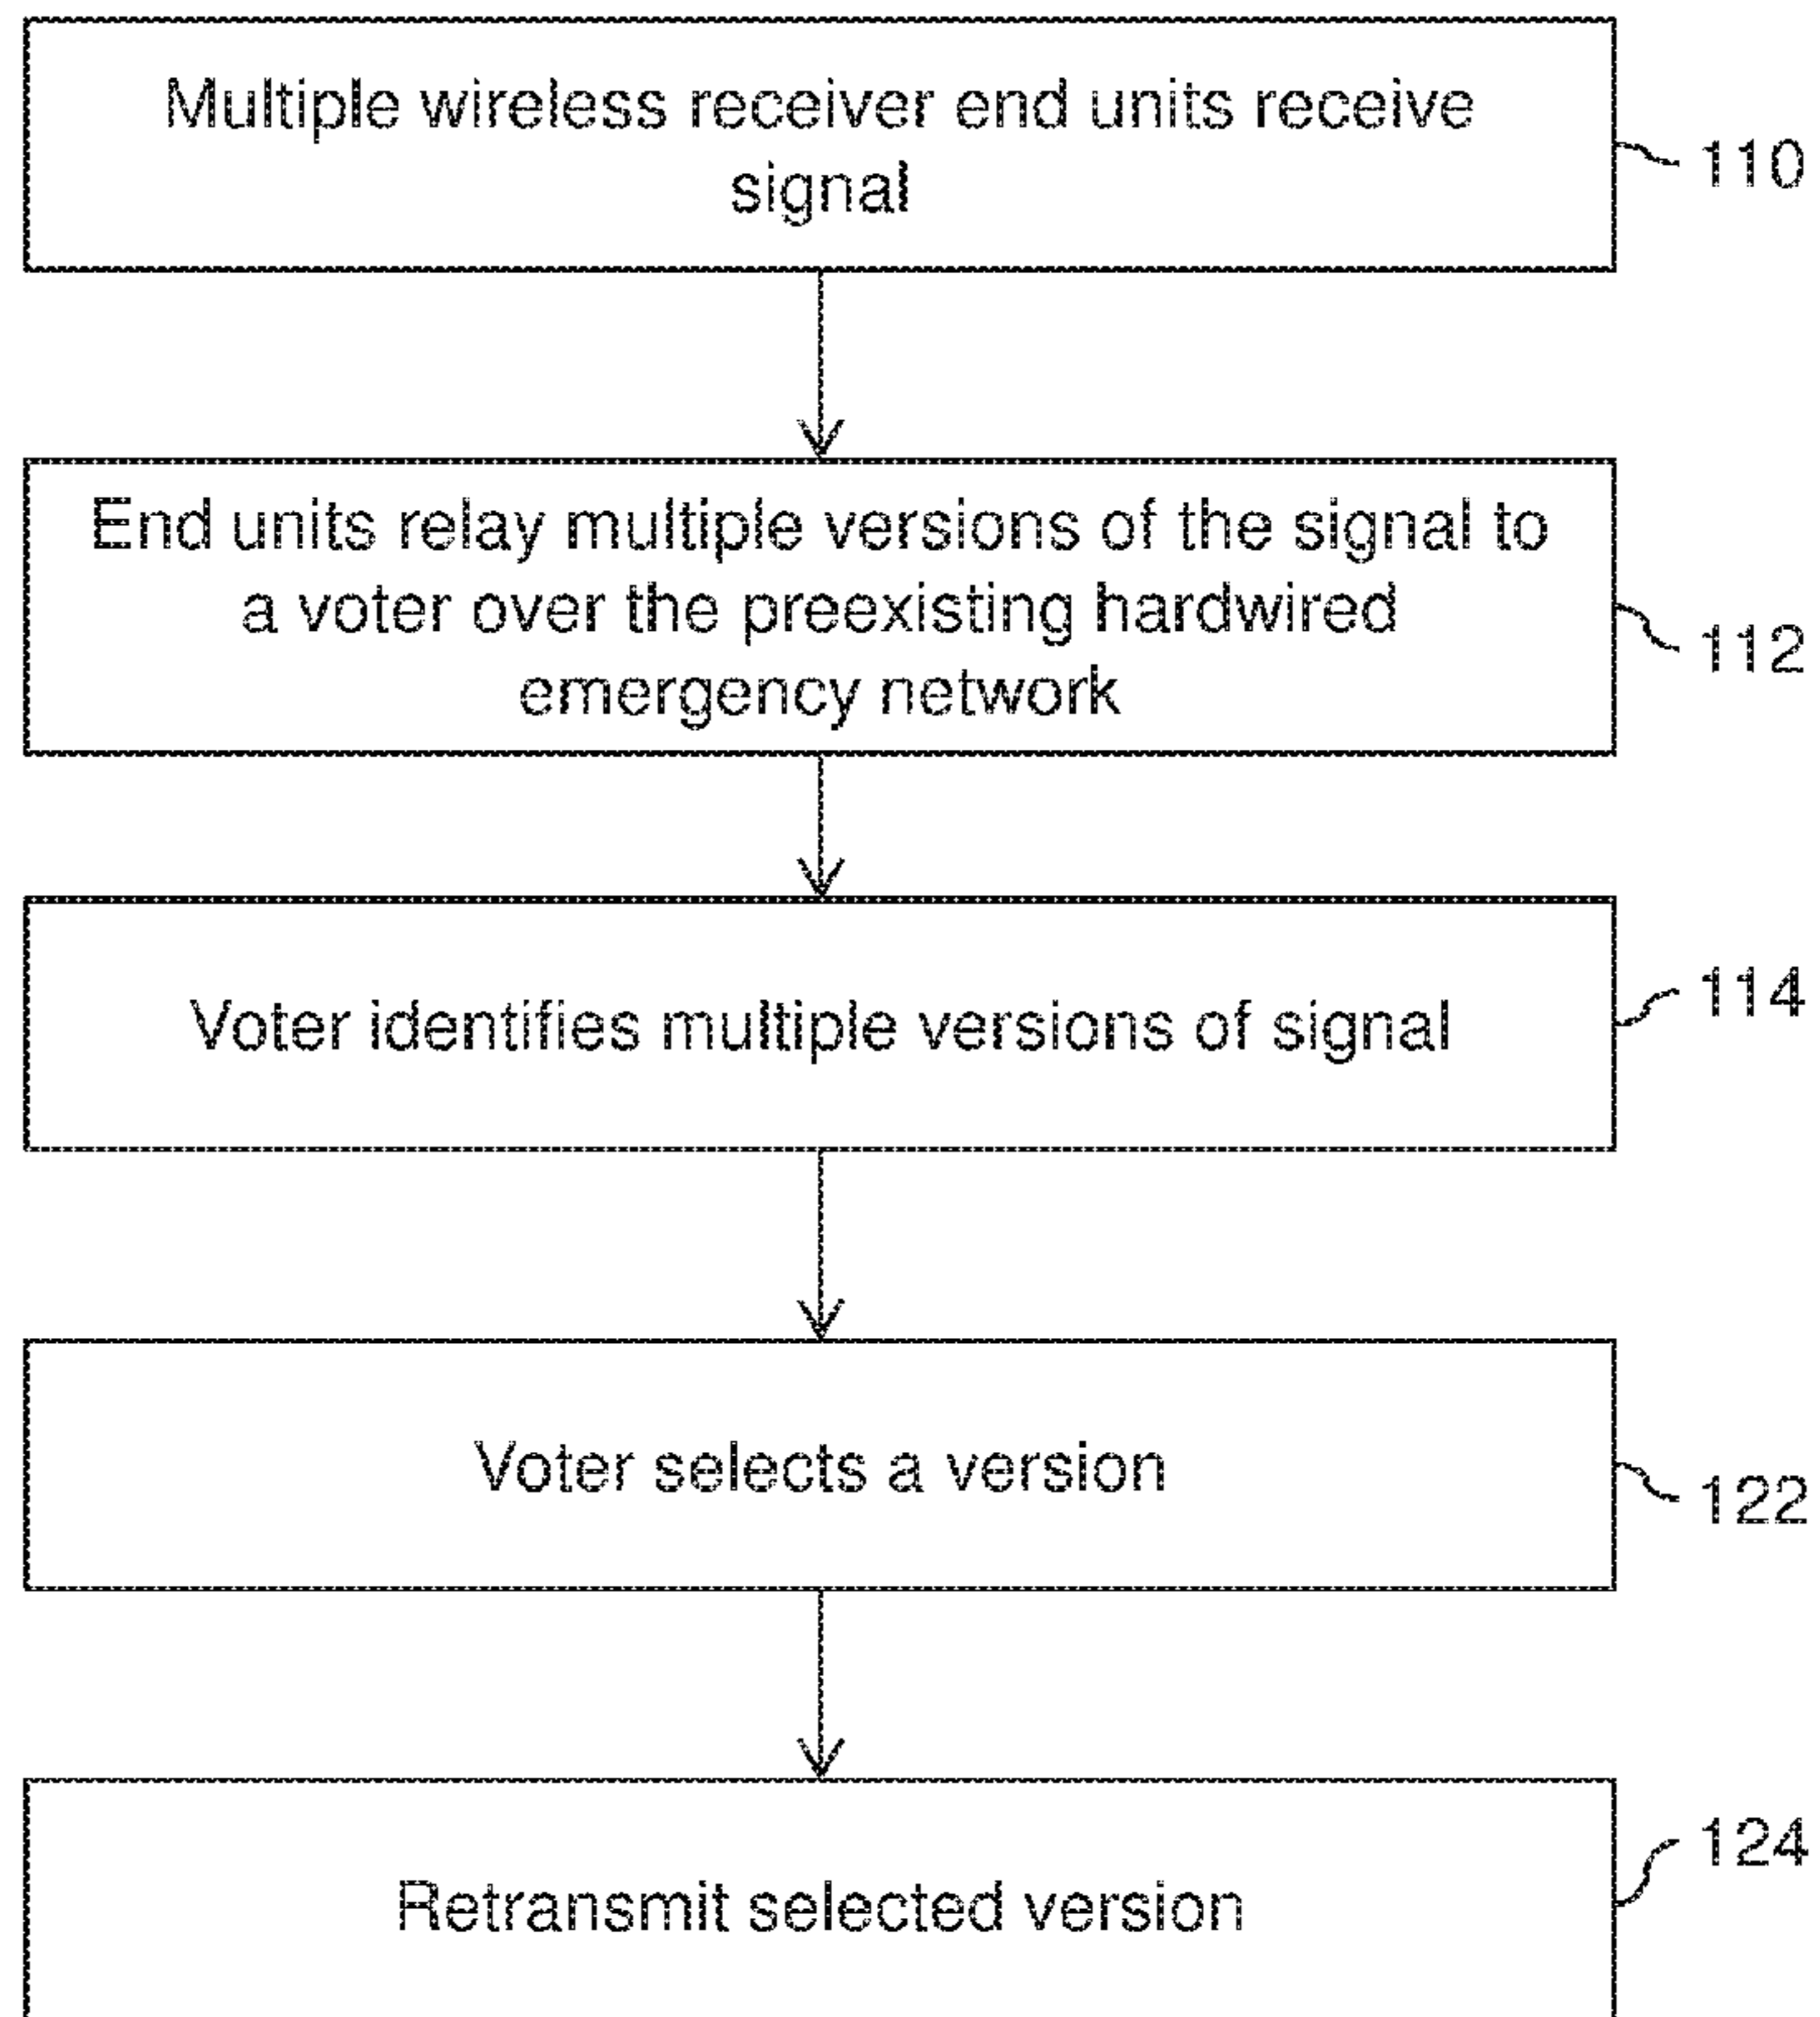 Multiple wireless receiver end units receive
signal
110
End units relay multiple versions of the signal to
a voter over the preexisting hardwired
emergency network
112
Voter identifies multiple versions of signal
114
Voter selects a version
122
Retransmit selected version
124